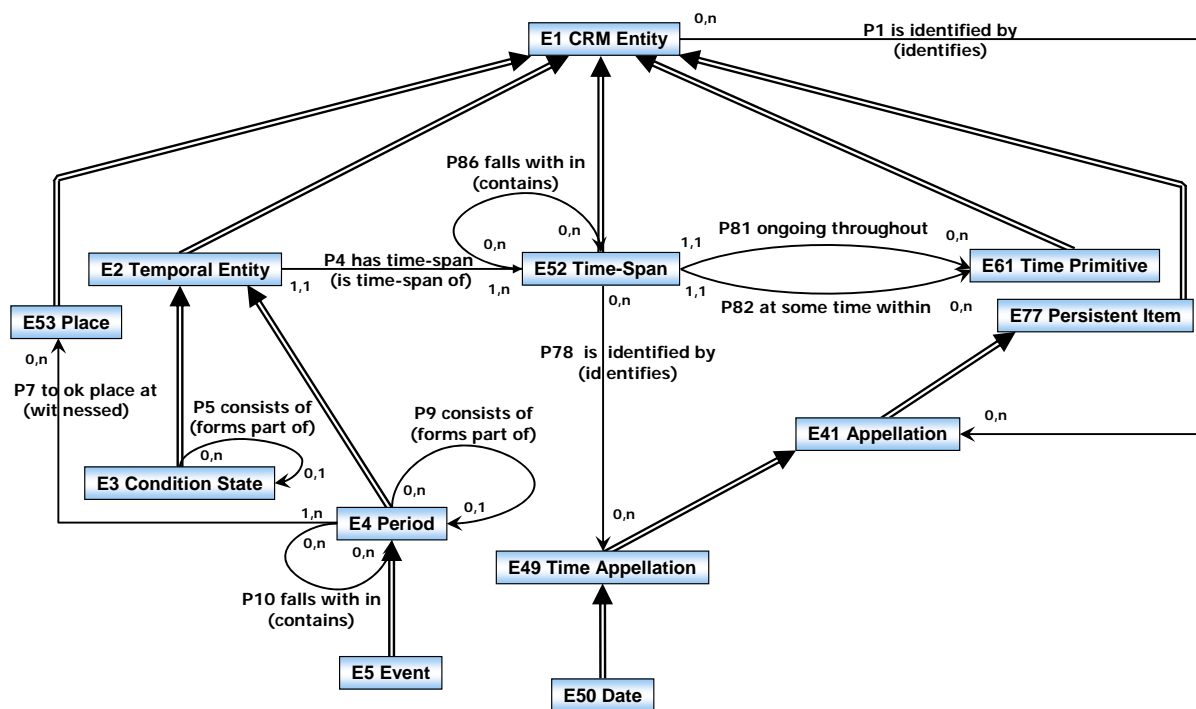 0,n
P1 is identified by
(identifies)
E1 CRM Entity
P86 falls with in
(contains)
0,n
0,n
1,1
P81 ongoing throughout
0,n
E2 Temporal Entity
P4 has time-span
(is time-span of)
E52 Time-Span
E61 Time Primitive
1,1
1,n
0,n
1,1
P82 at some time within
0,n
E53 Place
E77 Persistent Item
0,n
P78 is identified by
(identifies)
P7 to ok place at
(witnessed)
P5 consists of
(forms part of)
P9 consists of
(forms part of)
0,n
0,1
E41 Appellation
0,n
E3 Condition State
0,n
0,1
1,n
E4 Period
0,n
0,n
0,n
E49 Time Appellation
P10 falls with in
(contains)
E5 Event
E50 Date